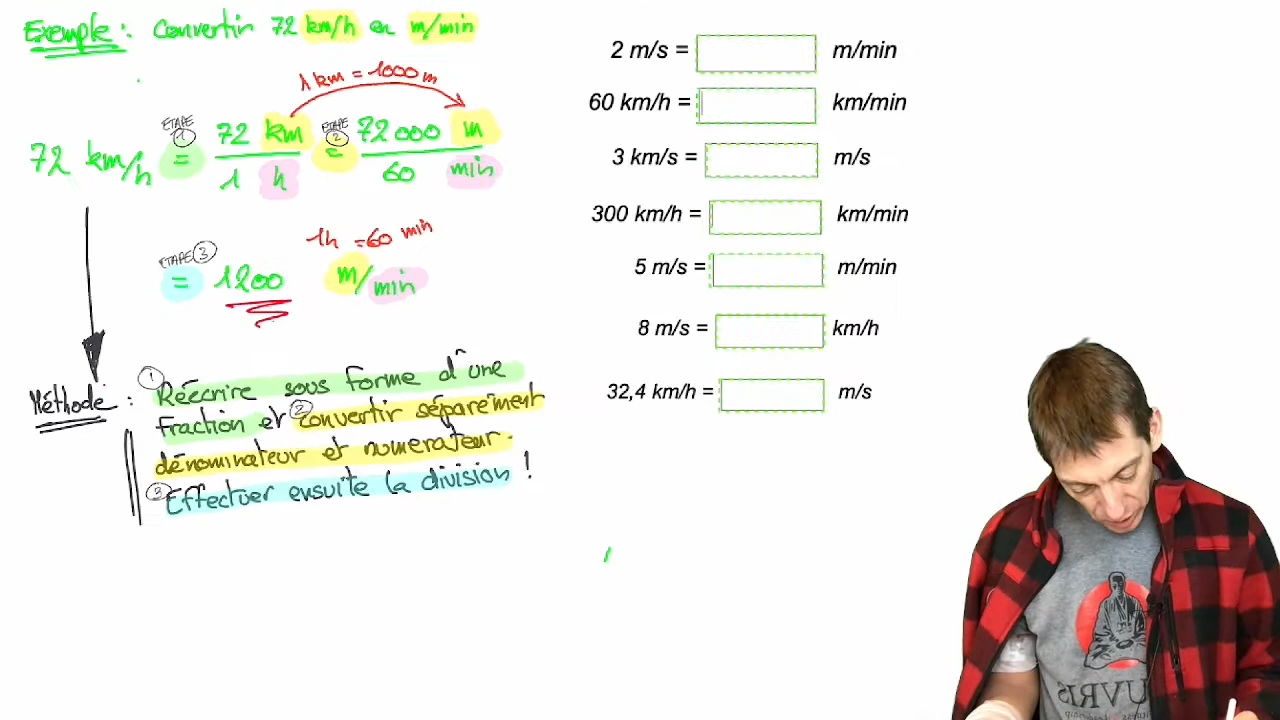 Exemple : Convertir 72 km/h en m/min
1 km = 1000 m
72 km/h = 72 km / 1 h = 72 000 m / 60 min
ETAPE 1
ETAPE 2
1h = 60 min
ETAPE 3
= 1200 m/min
Méthode : 1 Réécrire sous forme d'une
fraction et 2 convertir séparément
dénominateur et numerateur.
3 Effectuer ensuite la division !
2 m/s = m/min
60 km/h = km/min
3 km/s = m/s
300 km/h = km/min
5 m/s = m/min
8 m/s = km/h
32,4 km/h = m/s